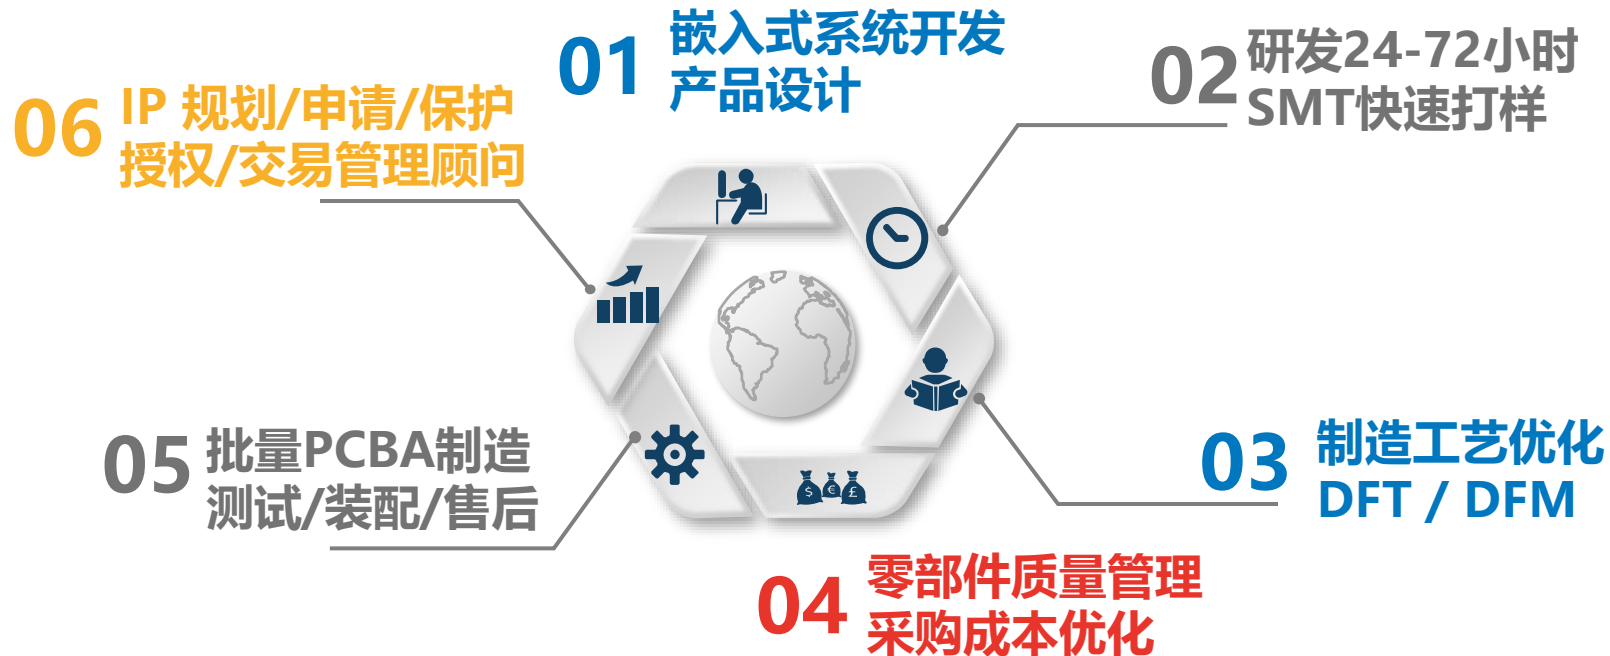 01
嵌入式系统开发
产品设计
02
研发24-72小时
SMT快速打样
03
制造工艺优化
DFT / DFM
04
零部件质量管理
采购成本优化
05
批量PCBA制造
测试/装配/售后
06
IP 规划/申请/保护
授权/交易管理顾问
$ € £